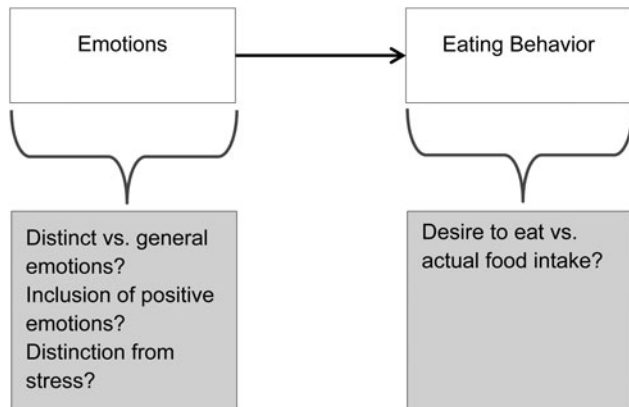 Emotions
Eating Behavior
Distinct vs. general
emotions?
Inclusion of positive
emotions?
Distinction from
stress?
Desire to eat vs.
actual food intake?